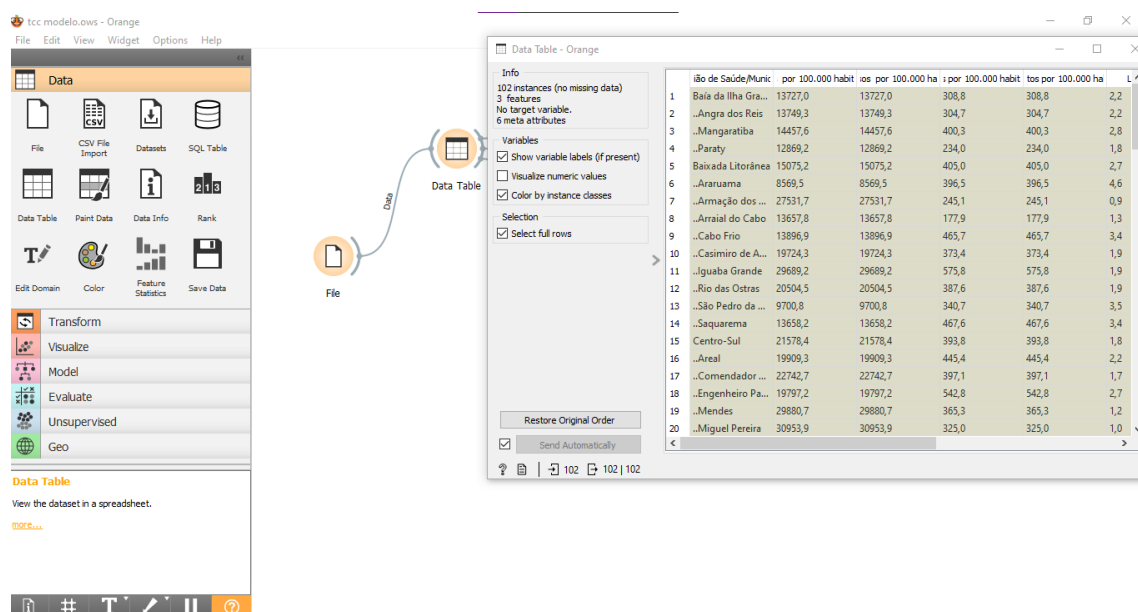 tcc modelo.ows - Orange
File Edit View Widget Options Help
Data
File
CSV File Import
Datasets
SQL Table
Data Table
Paint Data
Data Info
Rank
Edit Domain
Color
Feature Statistics
Save Data
Transform
Visualize
Model
Evaluate
Unsupervised
Geo
Data Table
View the dataset in a spreadsheet.
more...
File
Data
Data Table
Data Table - Orange
Info
102 instances (no missing data)
3 features
No target variable.
6 meta attributes
Variables
Show variable labels (if present)
Visualize numeric values
Color by instance classes
Selection
Select full rows
Restore Original Order
Send Automatically
102 102 | 102
ião de Saúde/Munic por 100.000 habit ios por 100.000 ha por 100.000 habit tos por 100.000 ha L
1 Baía da Ilha Gra... 13727,0 13727,0 308,8 308,8 2,2
2 ..Angra dos Reis 13749,3 13749,3 304,7 304,7 2,2
3 ..Mangaratiba 14457,6 14457,6 400,3 400,3 2,8
4 ..Paraty 12869,2 12869,2 234,0 234,0 1,8
5 Baixada Litorânea 15075,2 15075,2 405,0 405,0 2,7
6 ..Araruama 8569,5 8569,5 396,5 396,5 4,6
7 ..Armação dos ... 27531,7 27531,7 245,1 245,1 0,9
8 ..Arraial do Cabo 13657,8 13657,8 177,9 177,9 1,3
9 ..Cabo Frio 13896,9 13896,9 465,7 465,7 3,4
10 ..Casimiro de A... 19724,3 19724,3 373,4 373,4 1,9
11 ..Iguaba Grande 29689,2 29689,2 575,8 575,8 1,9
12 ..Rio das Ostras 20504,5 20504,5 387,6 387,6 1,9
13 ..São Pedro da ... 9700,8 9700,8 340,7 340,7 3,5
14 ..Saquarema 13658,2 13658,2 467,6 467,6 3,4
15 Centro-Sul 21578,4 21578,4 393,8 393,8 1,8
16 ..Areal 19909,3 19909,3 445,4 445,4 2,2
17 ..Comendador ... 22742,7 22742,7 397,1 397,1 1,7
18 ..Engenheiro Pa... 19797,2 19797,2 542,8 542,8 2,7
19 ..Mendes 29880,7 29880,7 365,3 365,3 1,2
20 ..Miguel Pereira 30953,9 30953,9 325,0 325,0 1,0